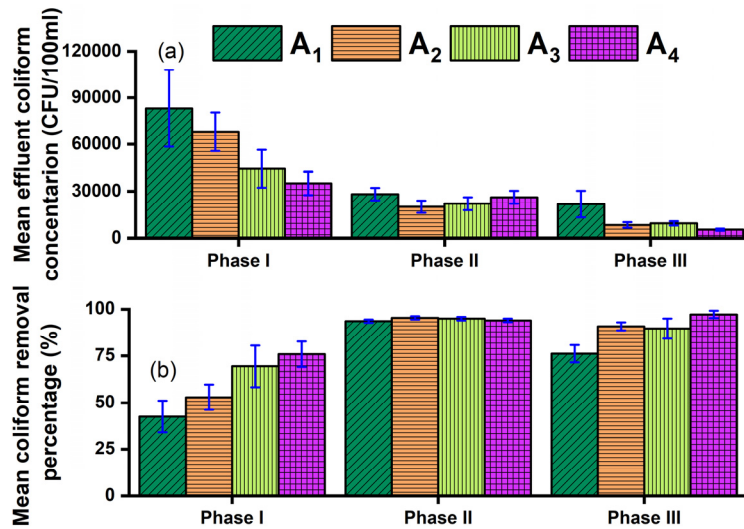 (a)
A1 A2 A3 A4
Mean effluent coliform
concentarion (CFU/100ml)
120000
90000
60000
30000
0
Phase I Phase II Phase III
(b)
Mean coliform removal
percentage (%)
100
75
50
25
0
Phase I Phase II Phase III